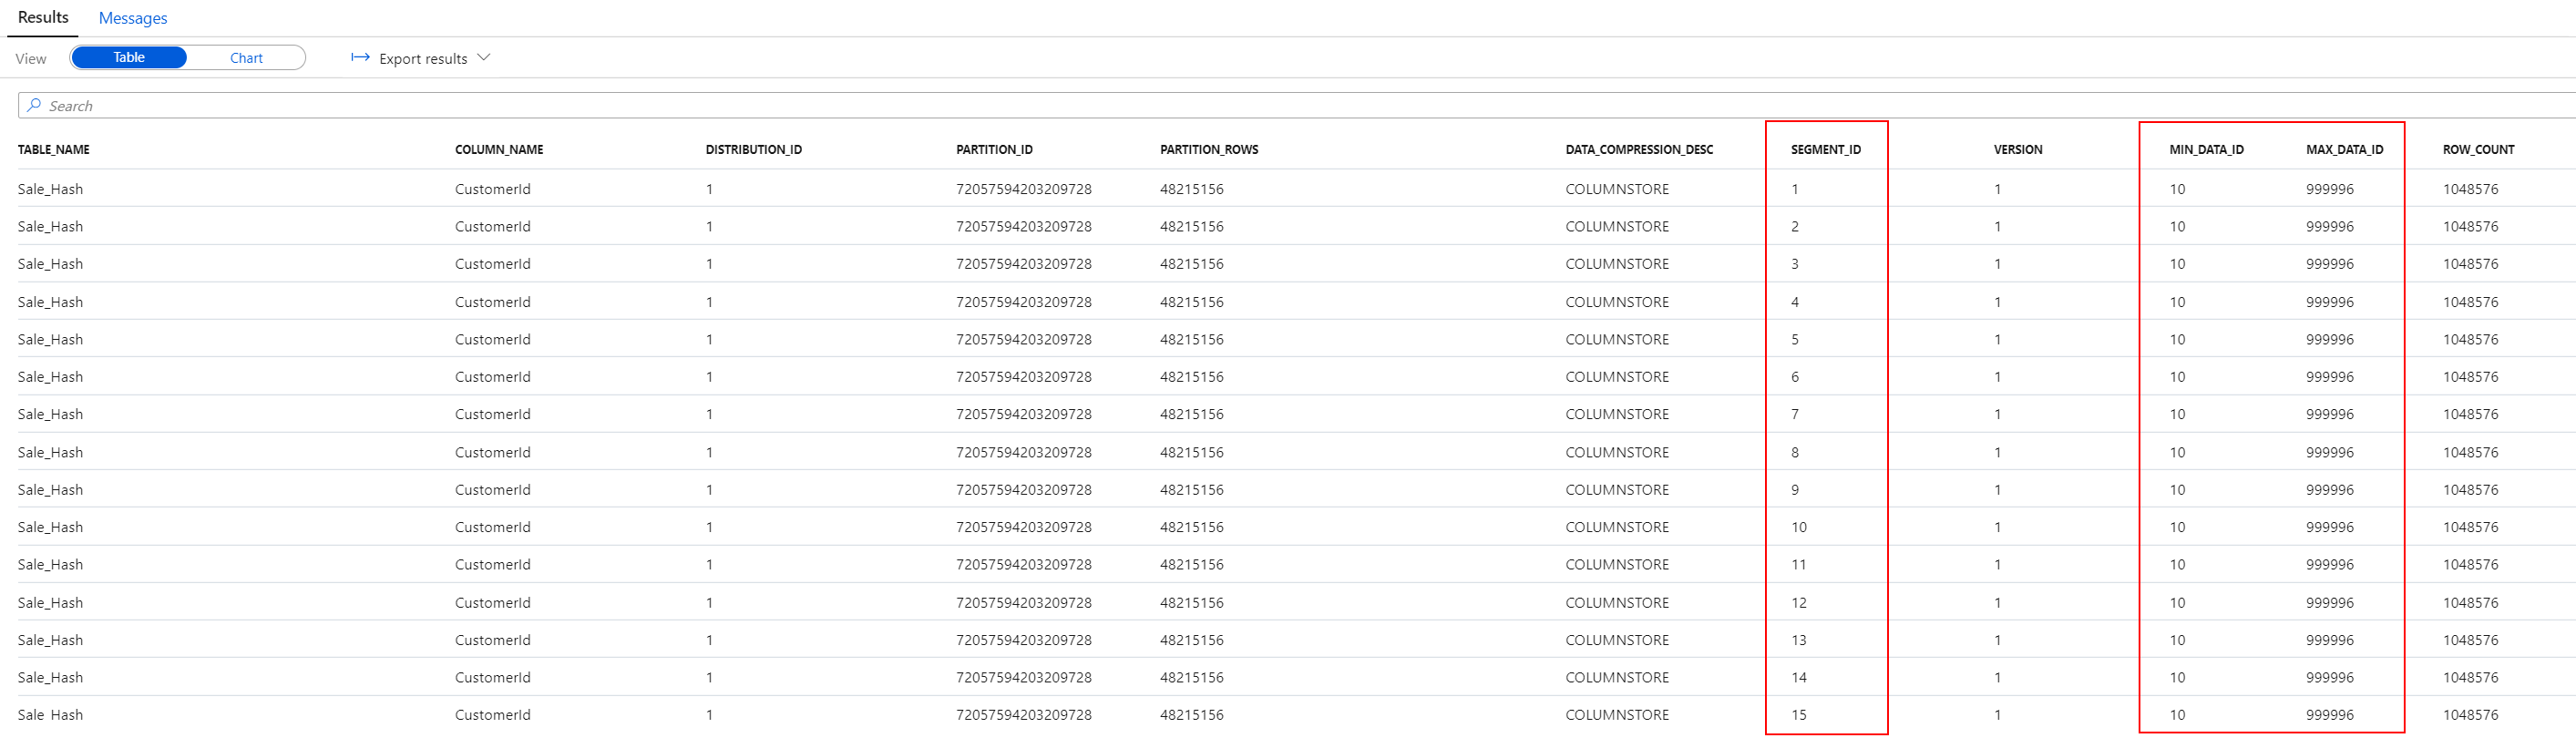 Results Messages
View Table Chart Export results
Search
TABLE_NAME COLUMN_NAME DISTRIBUTION_ID PARTITION_ID PARTITION_ROWS DATA_COMPRESSION_DESC SEGMENT_ID VERSION MIN_DATA_ID MAX_DATA_ID ROW_COUNT
Sale_Hash CustomerId 1 72057594203209728 48215156 COLUMNSTORE 1 1 10 999996 1048576
Sale_Hash CustomerId 1 72057594203209728 48215156 COLUMNSTORE 2 1 10 999996 1048576
Sale_Hash CustomerId 1 72057594203209728 48215156 COLUMNSTORE 3 1 10 999996 1048576
Sale_Hash CustomerId 1 72057594203209728 48215156 COLUMNSTORE 4 1 10 999996 1048576
Sale_Hash CustomerId 1 72057594203209728 48215156 COLUMNSTORE 5 1 10 999996 1048576
Sale_Hash CustomerId 1 72057594203209728 48215156 COLUMNSTORE 6 1 10 999996 1048576
Sale_Hash CustomerId 1 72057594203209728 48215156 COLUMNSTORE 7 1 10 999996 1048576
Sale_Hash CustomerId 1 72057594203209728 48215156 COLUMNSTORE 8 1 10 999996 1048576
Sale_Hash CustomerId 1 72057594203209728 48215156 COLUMNSTORE 9 1 10 999996 1048576
Sale_Hash CustomerId 1 72057594203209728 48215156 COLUMNSTORE 10 1 10 999996 1048576
Sale_Hash CustomerId 1 72057594203209728 48215156 COLUMNSTORE 11 1 10 999996 1048576
Sale_Hash CustomerId 1 72057594203209728 48215156 COLUMNSTORE 12 1 10 999996 1048576
Sale_Hash CustomerId 1 72057594203209728 48215156 COLUMNSTORE 13 1 10 999996 1048576
Sale_Hash CustomerId 1 72057594203209728 48215156 COLUMNSTORE 14 1 10 999996 1048576
Sale_Hash CustomerId 1 72057594203209728 48215156 COLUMNSTORE 15 1 10 999996 1048576